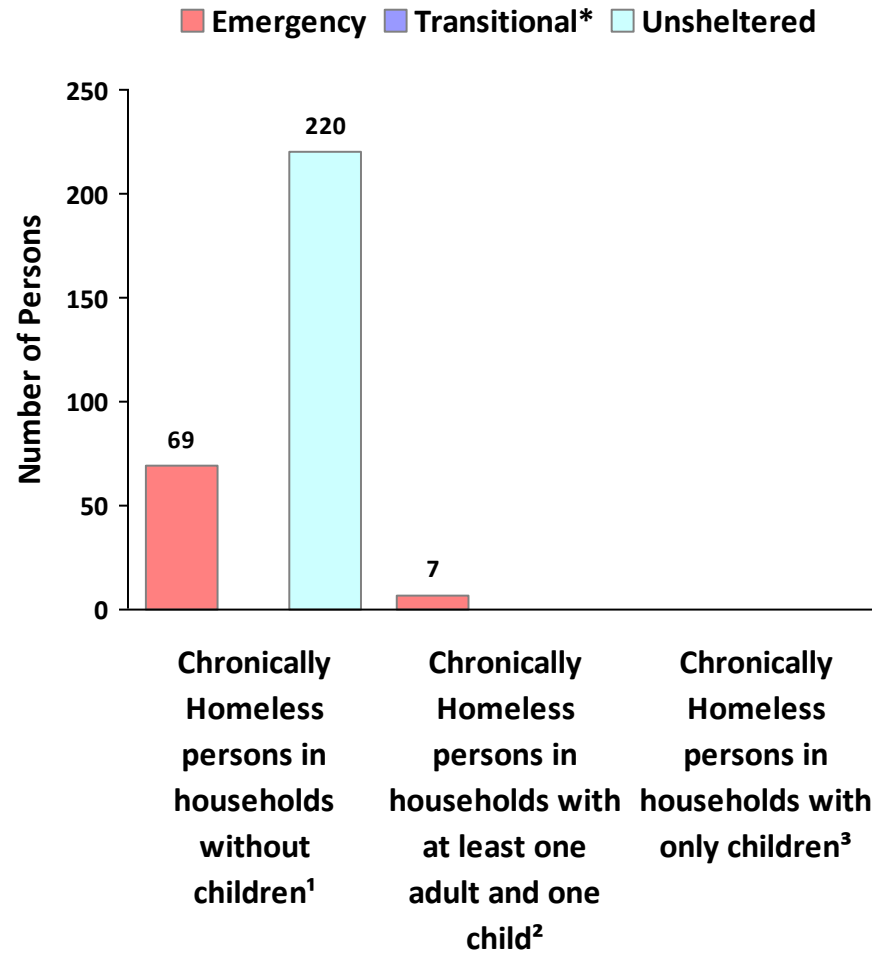 Emergency Transitional* Unsheltered
250
200
150
100
50
0
Number of Persons
220
69
7
Chronically
Homeless
persons in
households
without
children¹
Chronically
Homeless
persons in
households with
at least one
adult and one
child²
Chronically
Homeless
persons in
households with
only children³